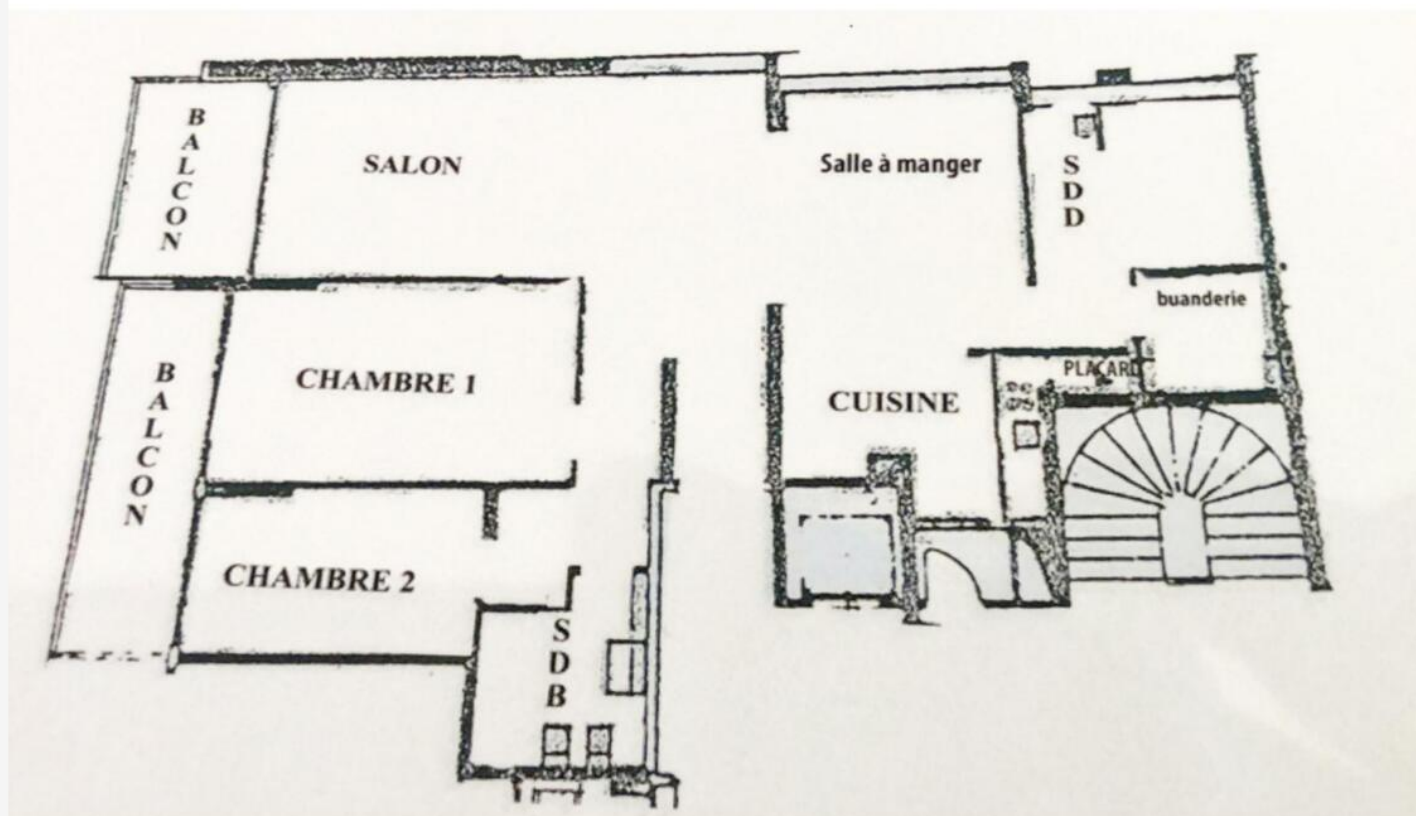 BALCON
SALON
Salle à manger
SDD
buanderie
BALCON
CHAMBRE 1
PLACARD
CUISINE
CHAMBRE 2
SDB